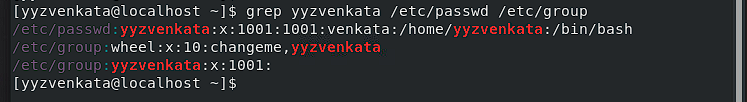 [yyzvenkata@localhost ~]$ grep yyzvenkata /etc/passwd /etc/group
/etc/passwd:yyzvenkata:x:1001:1001:venkata:/home/yyzvenkata:/bin/bash
/etc/group:wheel:x:10:changeme,yyzvenkata
/etc/group:yyzvenkata:x:1001:
[yyzvenkata@localhost ~]$